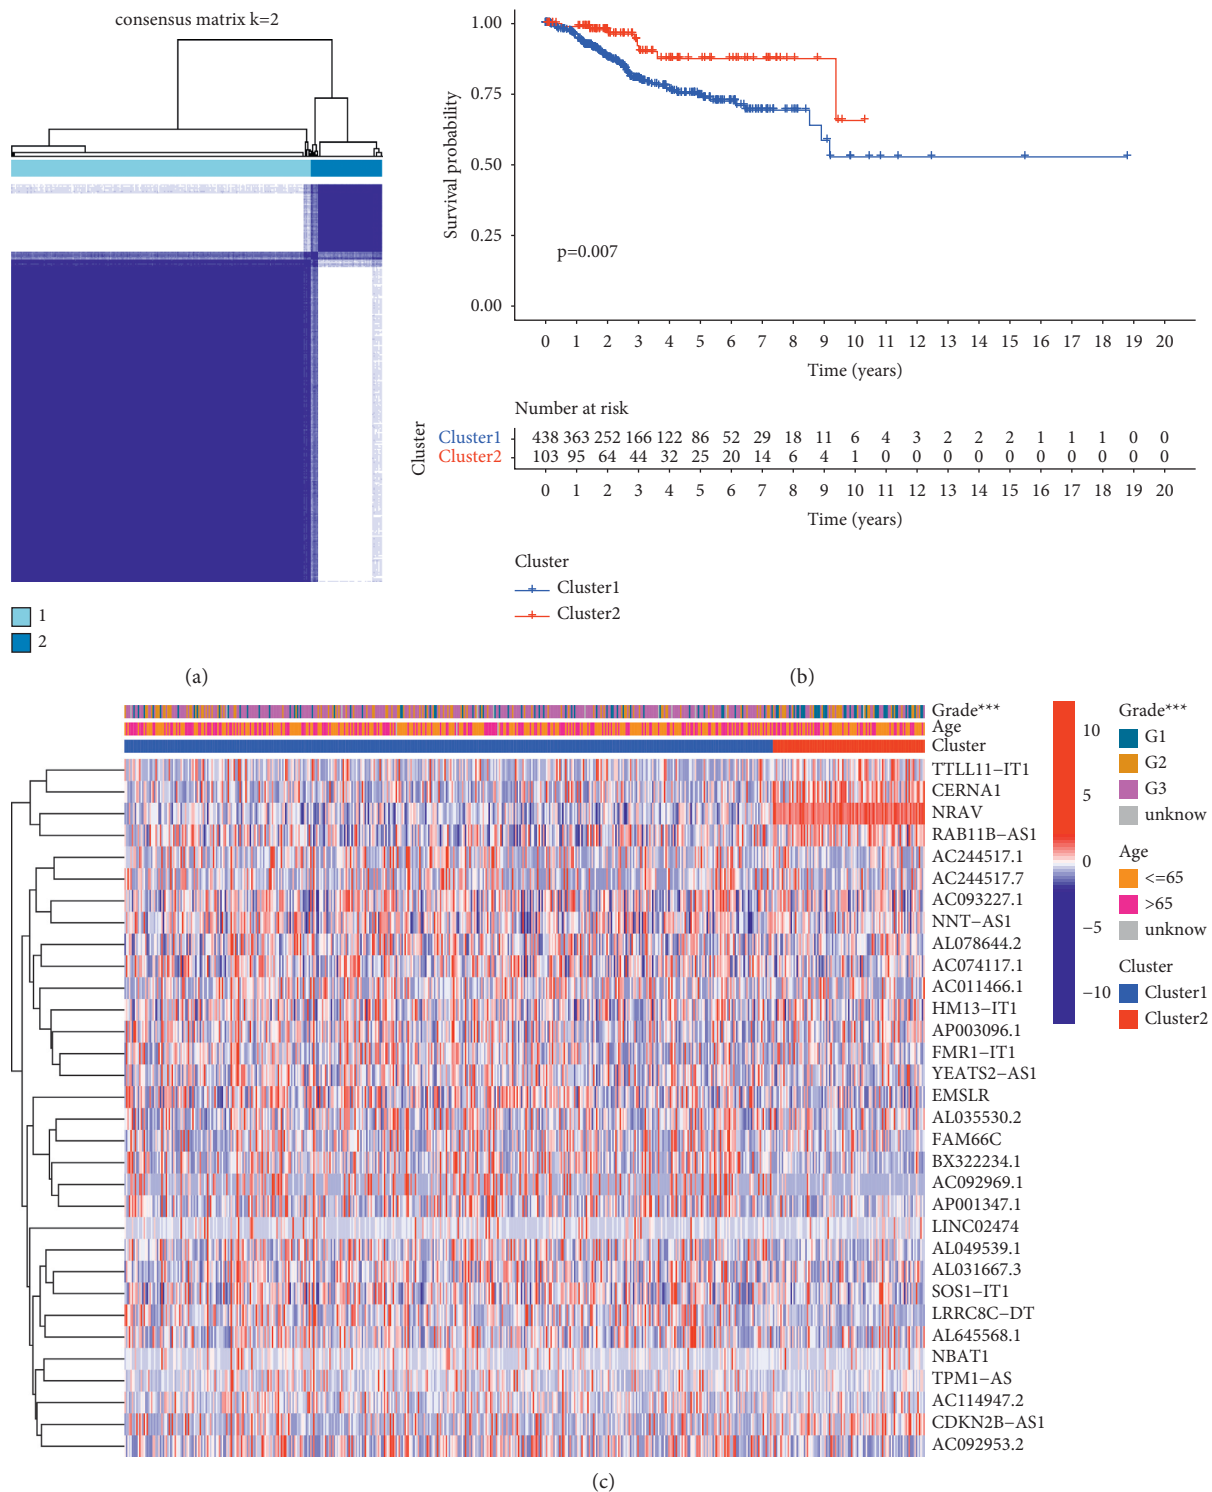 consensus matrix k=2
1
2
(a)
1.00
0.75
0.50
0.25
0.00
Survival probability
p=0.007
0 1 2 3 4 5 6 7 8 9 10 11 12 13 14 15 16 17 18 19 20
Time (years)
Number at risk
Cluster
Cluster1 438 363 252 166 122 86 52 29 18 11 6 4 3 2 2 2 1 1 1 0 0
Cluster2 103 95 64 44 32 25 20 14 6 4 1 0 0 0 0 0 0 0 0 0 0
0 1 2 3 4 5 6 7 8 9 10 11 12 13 14 15 16 17 18 19 20
Time (years)
Cluster
Cluster1
Cluster2
(b)
Grade***
Age
Cluster
TTLL11−IT1
CERNA1
NRAV
RAB11B−AS1
AC244517.1
AC244517.7
AC093227.1
NNT−AS1
AL078644.2
AC074117.1
AC011466.1
HM13−IT1
AP003096.1
FMR1−IT1
YEATS2−AS1
EMSLR
AL035530.2
FAM66C
BX322234.1
AC092969.1
AP001347.1
LINC02474
AL049539.1
AL031667.3
SOS1−IT1
LRRC8C−DT
AL645568.1
NBAT1
TPM1−AS
AC114947.2
CDKN2B−AS1
AC092953.2
10
5
0
−5
−10
Grade***
G1
G2
G3
unknow
Age
<=65
>65
unknow
Cluster
Cluster1
Cluster2
(c)